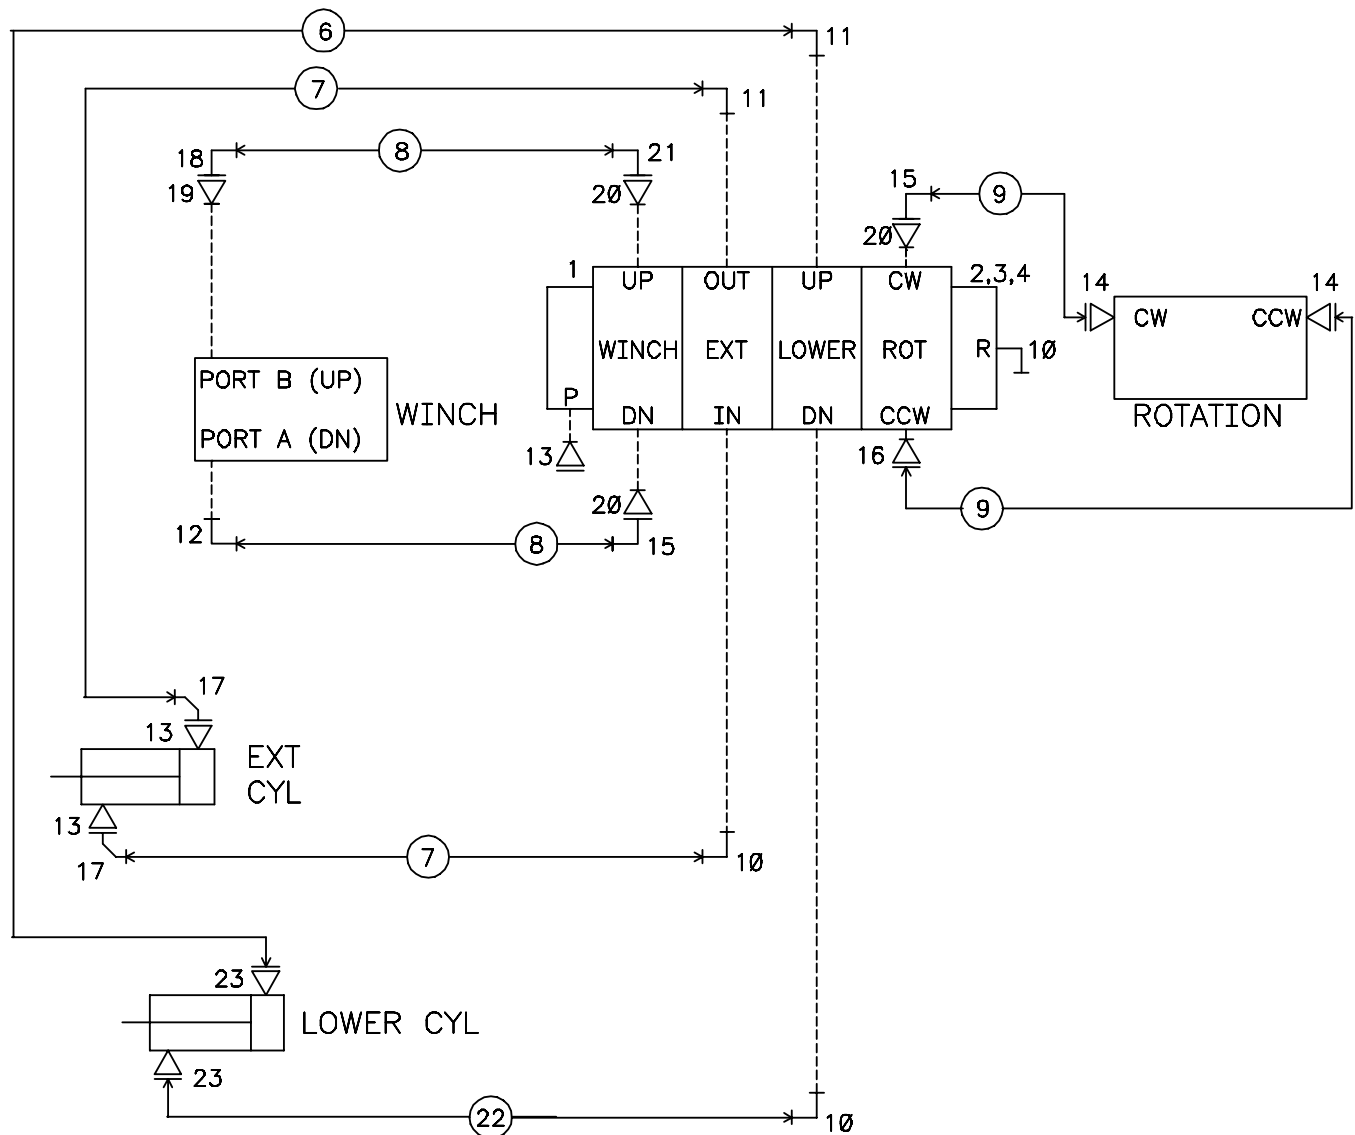 6
11
7
11
18
8
21
19
20
15
9
20
1
UP
OUT
UP
CW
2,3,4
14
14
CW
CCW
WINCH
EXT
LOWER
ROT
R
10
PORT B (UP)
P
WINCH
DN
IN
DN
CCW
ROTATION
PORT A (DN)
13
16
20
9
12
8
15
17
13
EXT
CYL
13
17
7
10
23
LOWER CYL
23
22
10